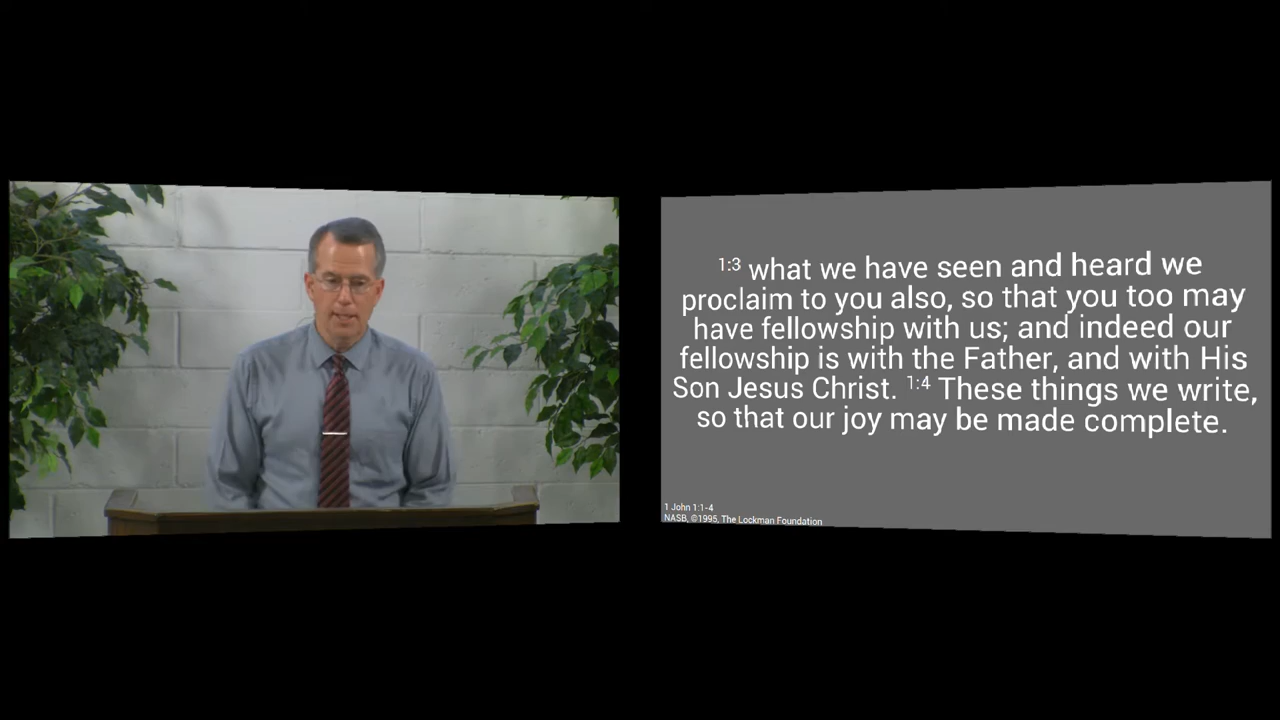 1:3 what we have seen and heard we
proclaim to you also, so that you too may
have fellowship with us; and indeed our
fellowship is with the Father, and with His
Son Jesus Christ. 1:4 These things we write,
so that our joy may be made complete.
1 John 1:1-4
NASB, ©1995, The Lockman Foundation